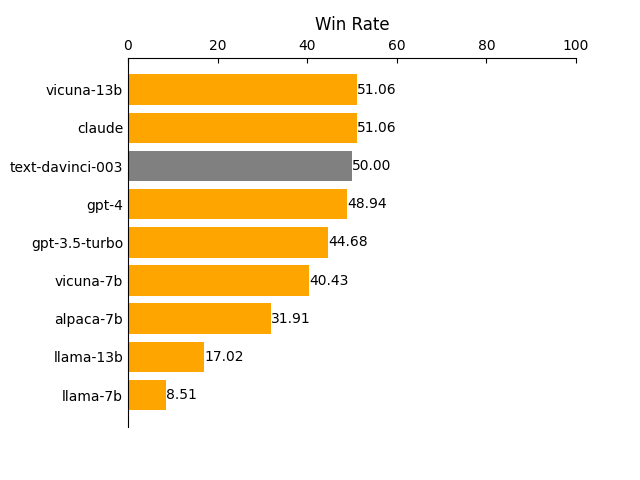 Win Rate
0 20 40 60 80 100
vicuna-13b 51.06
claude 51.06
text-davinci-003 50.00
gpt-4 48.94
gpt-3.5-turbo 44.68
vicuna-7b 40.43
alpaca-7b 31.91
llama-13b 17.02
llama-7b 8.51